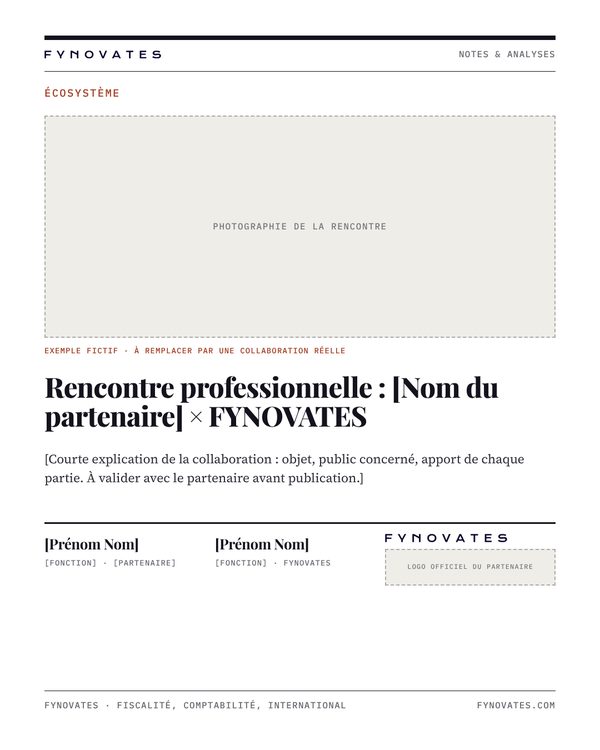 FYNOVATES
NOTES & ANALYSES
ÉCOSYSTÈME
PHOTOGRAPHIE DE LA RENCONTRE
EXEMPLE FICTIF · À REMPLACER PAR UNE COLLABORATION RÉELLE
Rencontre professionnelle : [Nom du
partenaire] × FYNOVATES
[Courte explication de la collaboration : objet, public concerné, apport de chaque
partie. À valider avec le partenaire avant publication.]
[Prénom Nom]
[FONCTION] · [PARTENAIRE]
[Prénom Nom]
[FONCTION] · FYNOVATES
FYNOVATES
LOGO OFFICIEL DU PARTENAIRE
FYNOVATES · FISCALITÉ, COMPTABILITÉ, INTERNATIONAL
FYNOVATES.COM